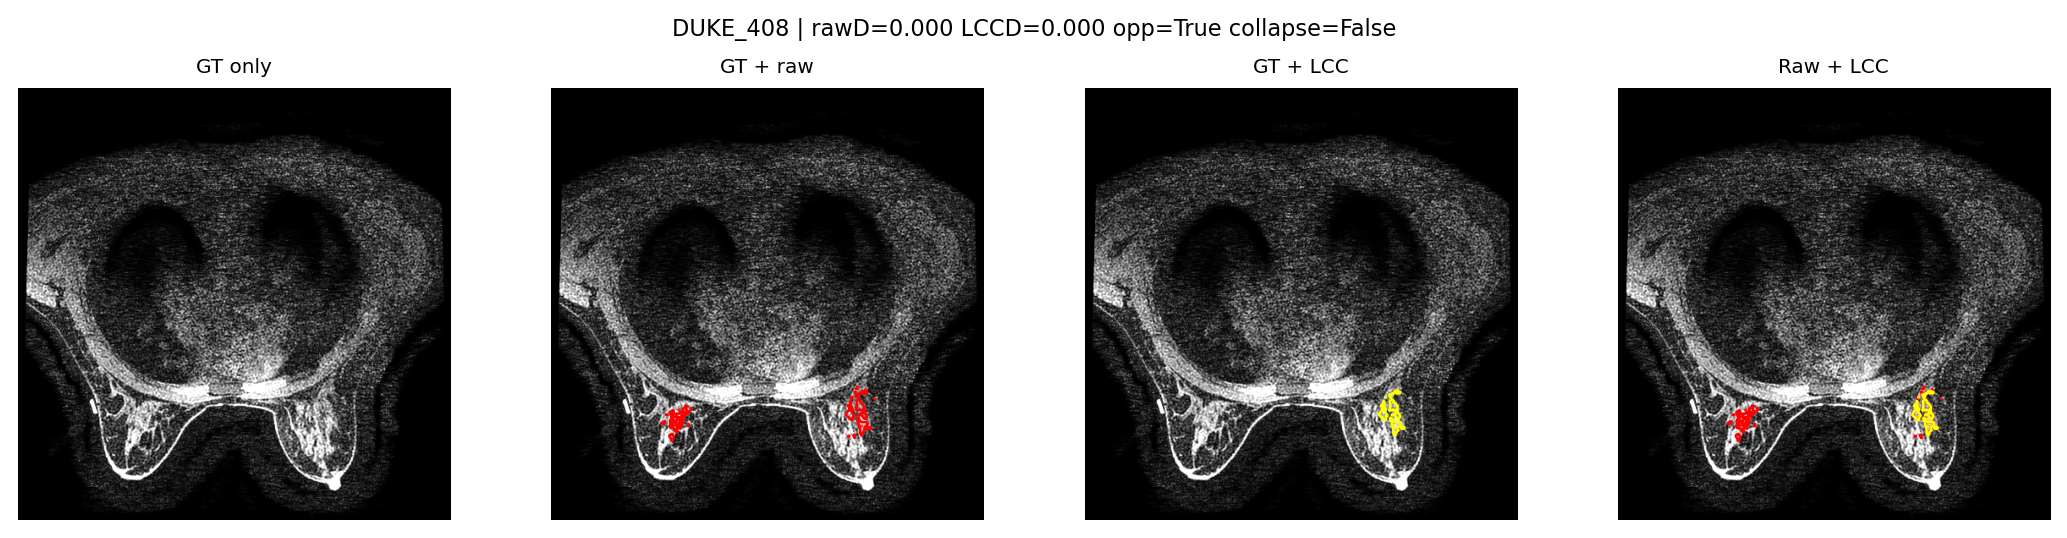 DUKE_408 | rawD=0.000 LCCD=0.000 opp=True collapse=False
GT only
GT + raw
GT + LCC
Raw + LCC